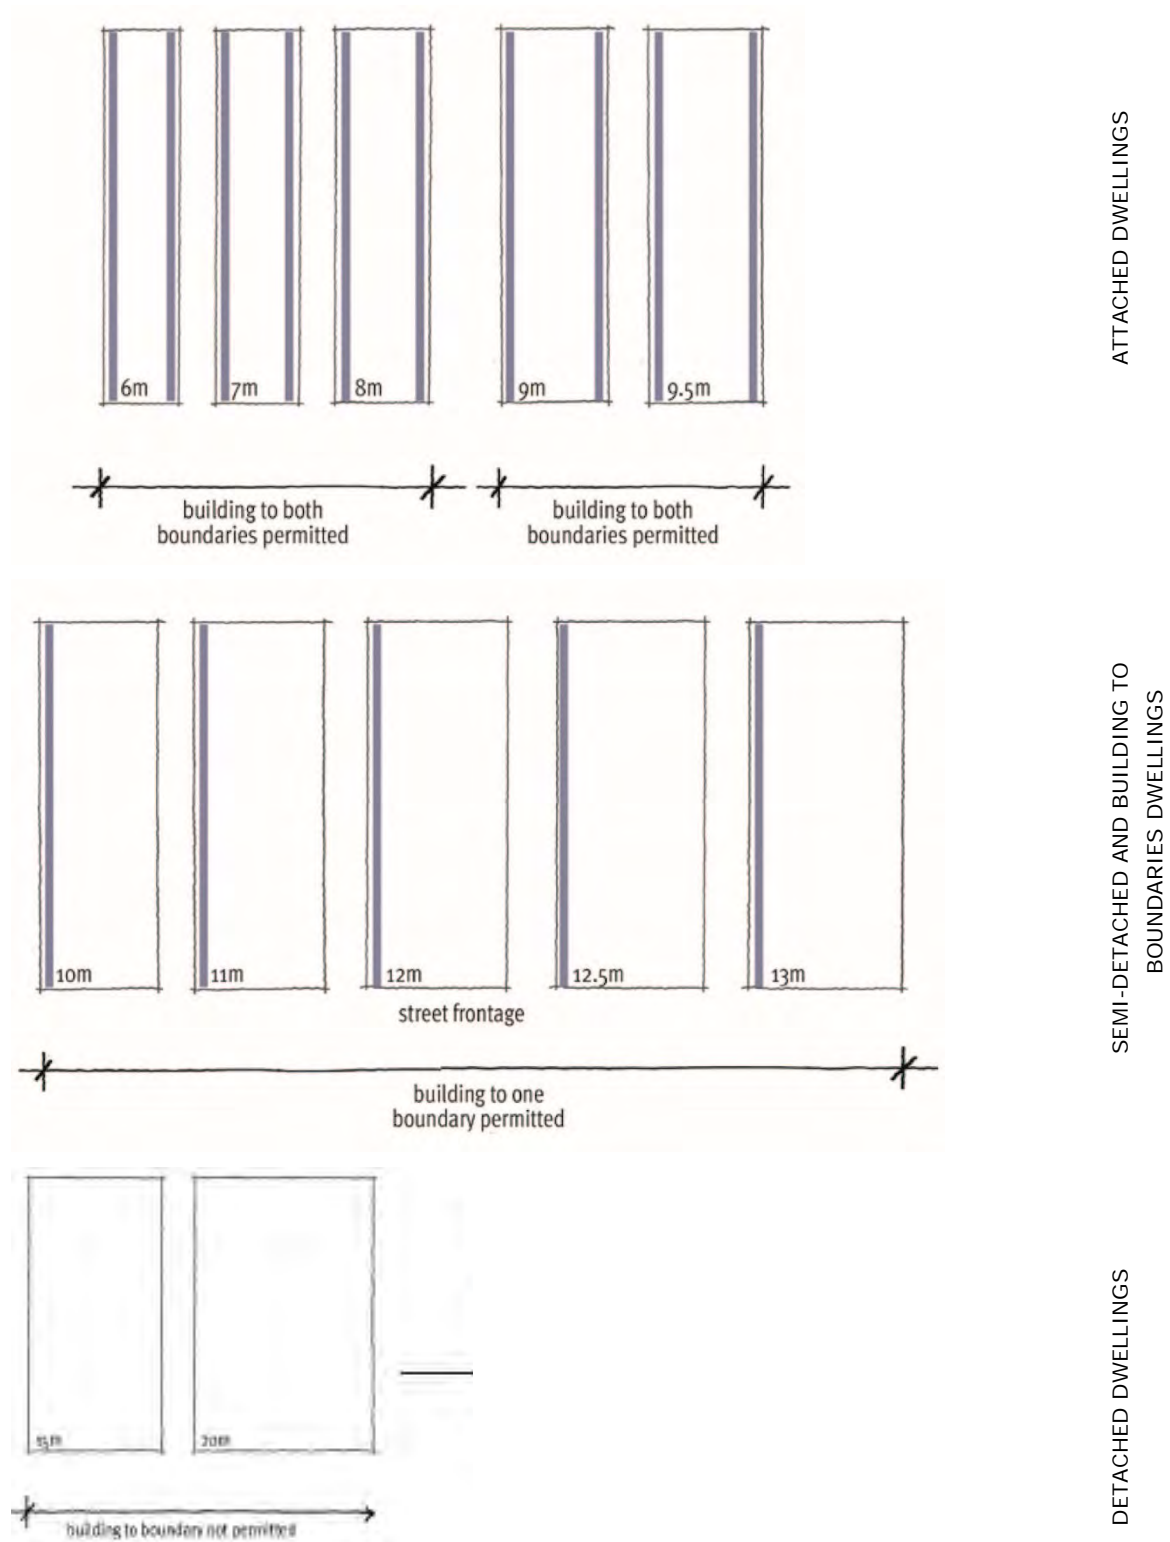 6m
7m
8m
9m
9.5m
building to both
boundaries permitted
building to both
boundaries permitted
ATTACHED DWELLINGS
10m
11m
12m
12.5m
13m
street frontage
building to one
boundary permitted
SEMI-DETACHED AND BUILDING TO
BOUNDARIES DWELLINGS
15m
20m
building to boundary not permitted
DETACHED DWELLINGS